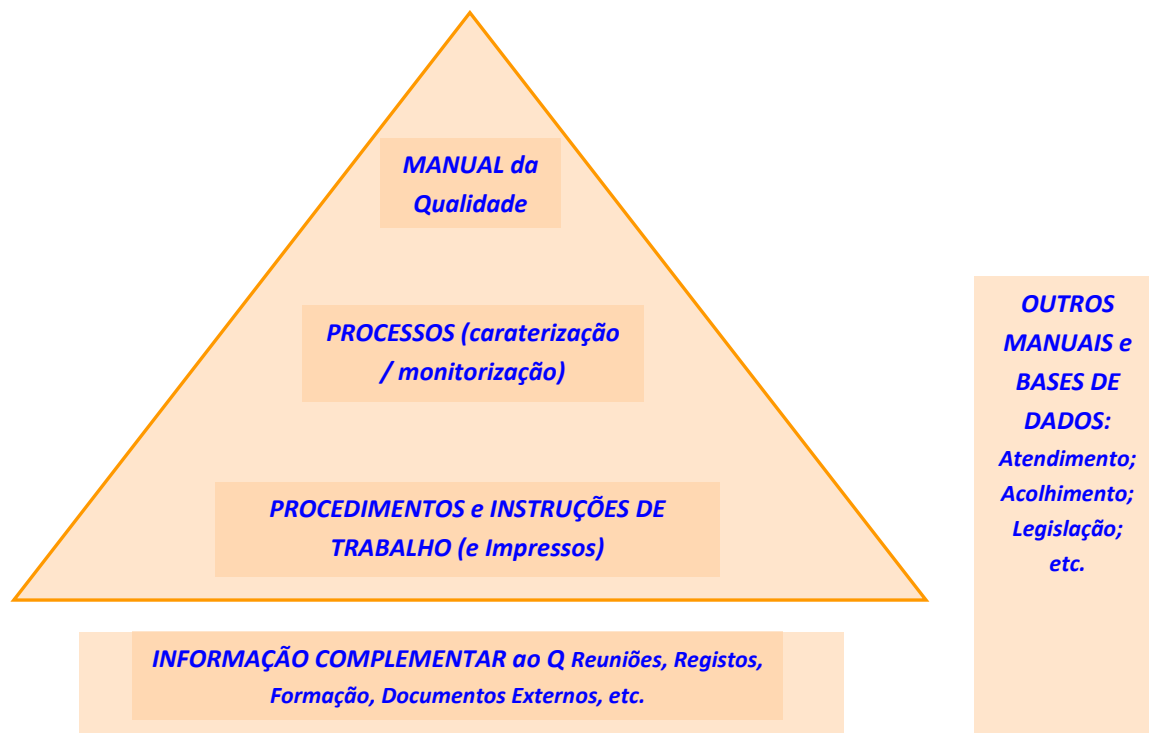 MANUAL da
Qualidade
PROCESSOS (caraterização
/ monitorização)
PROCEDIMENTOS e INSTRUÇÕES DE
TRABALHO (e Impressos)
INFORMAÇÃO COMPLEMENTAR ao Q Reuniões, Registos,
Formação, Documentos Externos, etc.
OUTROS
MANUAIS e
BASES DE
DADOS:
Atendimento;
Acolhimento;
Legislação;
etc.